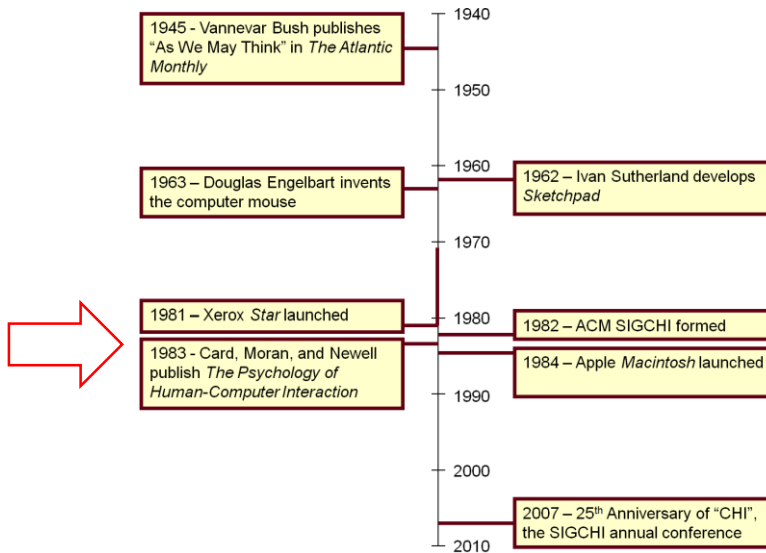 1945 - Vannevar Bush publishes
“As We May Think” in The Atlantic
Monthly
1963 – Douglas Engelbart invents
the computer mouse
1981 – Xerox Star launched
1983 - Card, Moran, and Newell
publish The Psychology of
Human-Computer Interaction
1940
1950
1960
1970
1980
1990
2000
2010
1962 – Ivan Sutherland develops
Sketchpad
1982 – ACM SIGCHI formed
1984 – Apple Macintosh launched
2007 – 25th Anniversary of “CHI”,
the SIGCHI annual conference